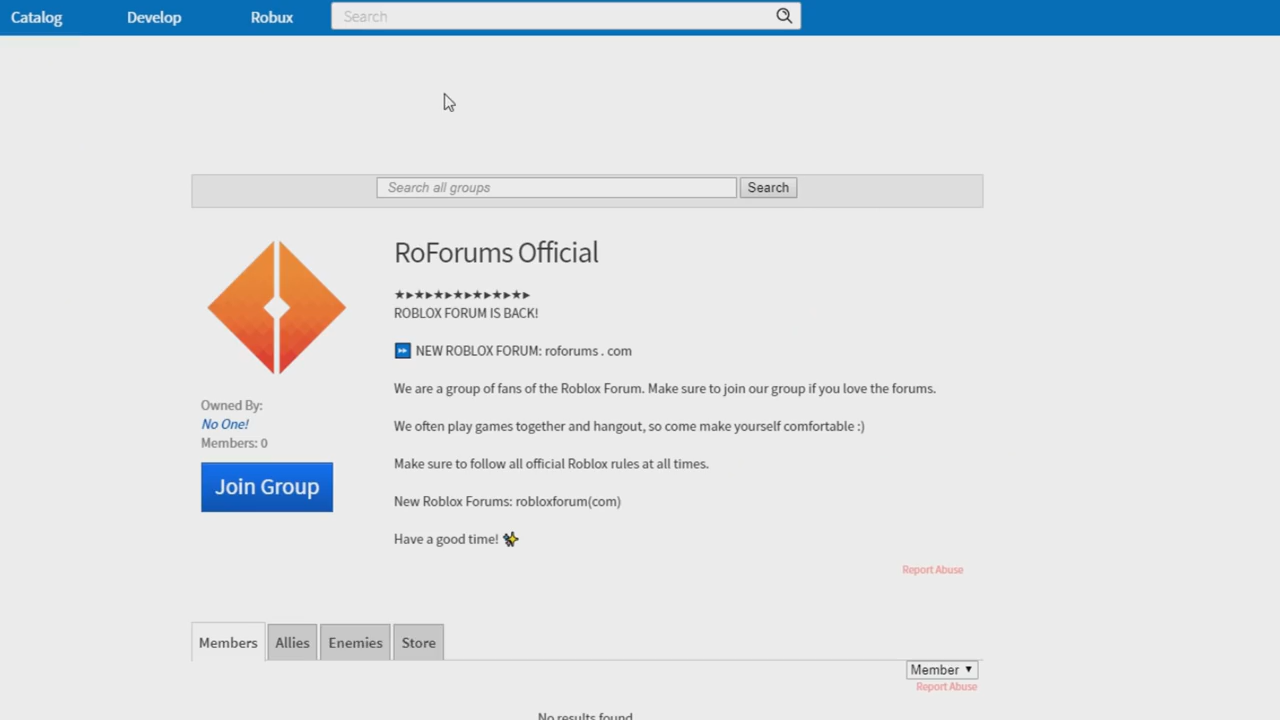 Catalog
Develop
Robux
Search
Search all groups
Search
RoForums Official
★▶★▶★▶★▶★▶★▶★▶
ROBLOX FORUM IS BACK!
⏩ NEW ROBLOX FORUM: roforums . com
We are a group of fans of the Roblox Forum. Make sure to join our group if you love the forums.
We often play games together and hangout, so come make yourself comfortable :)
Make sure to follow all official Roblox rules at all times.
New Roblox Forums: robloxforum(com)
Have a good time! ✨
Owned By:
No One!
Members: 0
Join Group
Report Abuse
Members
Allies
Enemies
Store
Member ▼
Report Abuse
No results found